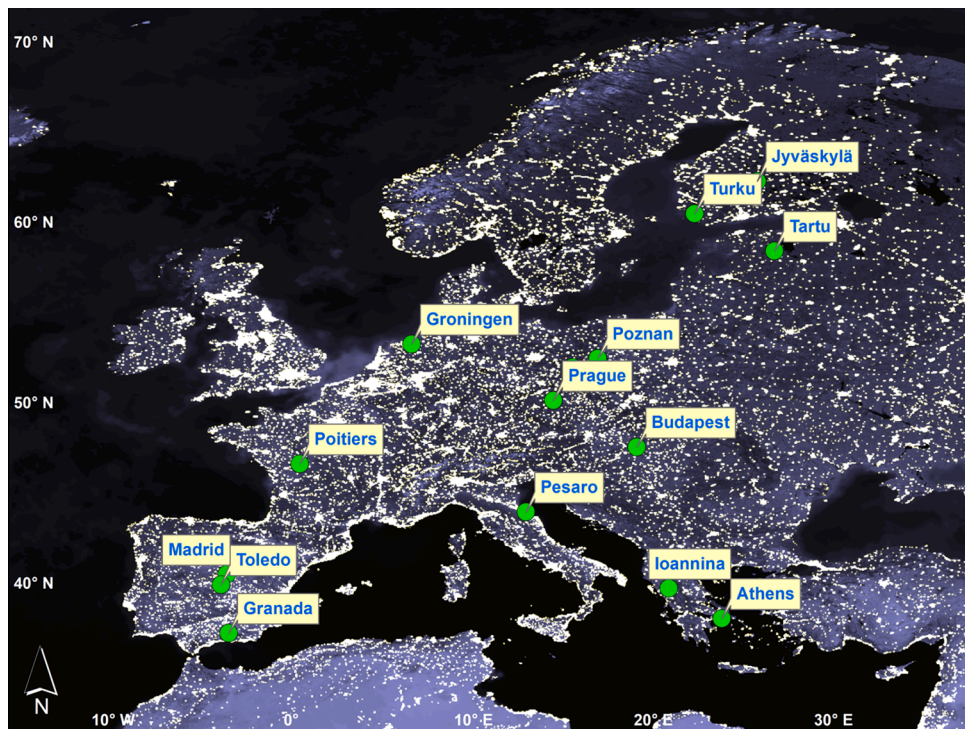 70° N
Jyväskylä
Turku
60° N
Tartu
Groningen
Poznan
Prague
50° N
Budapest
Poitiers
Pesaro
Madrid
Toledo
Ioannina
40° N
Athens
Granada
N
10° W
0°
10° E
20° E
30° E